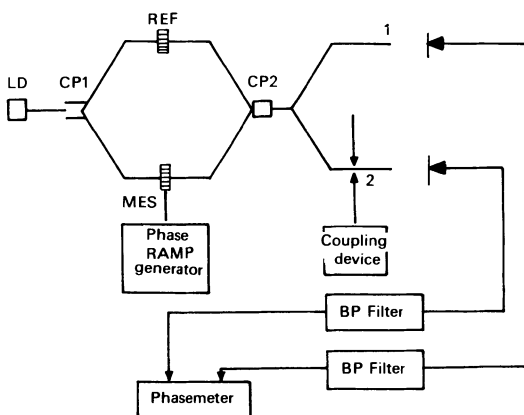 REF
1
LD
CP1
CP2
MES
2
Phase
RAMP
generator
Coupling
device
BP Filter
BP Filter
Phasemeter